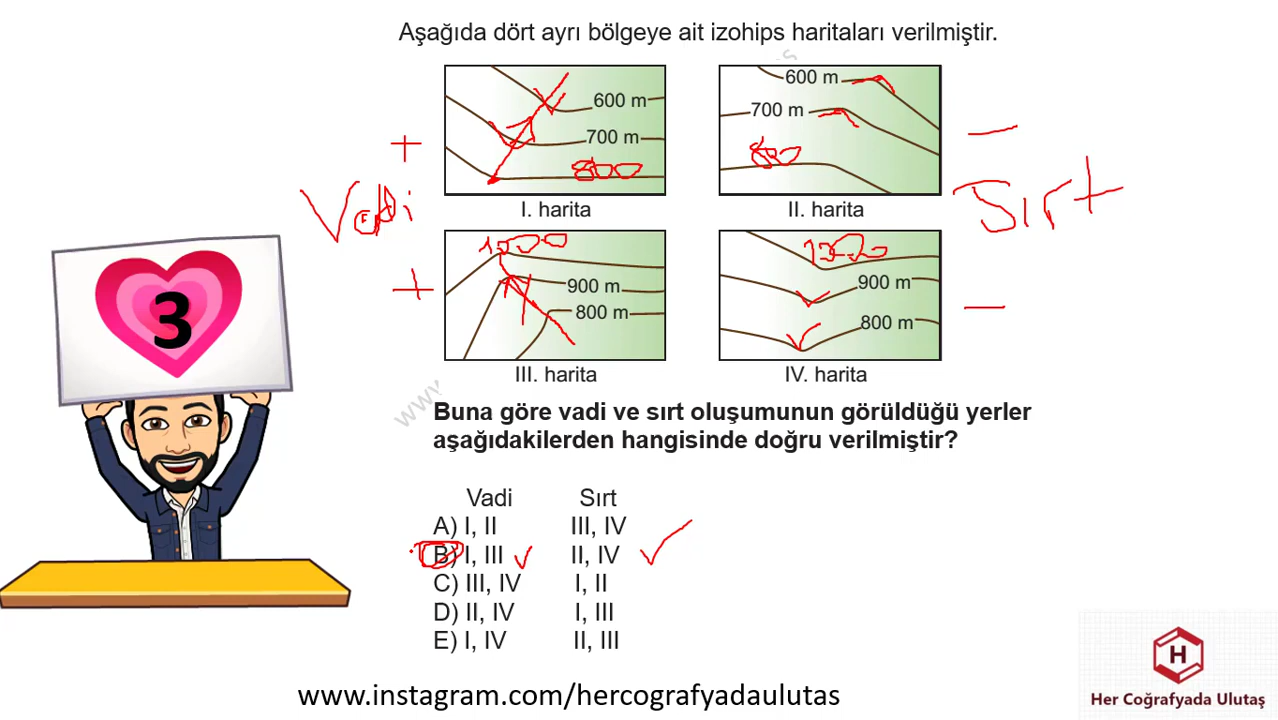 Aşağıda dört ayrı bölgeye ait izohips haritaları verilmiştir.
600 m
700 m
800
I. harita
600 m
700 m
800
II. harita
+
Vadi
-
Sırt
1000
900 m
800 m
III. harita
1000
900 m
800 m
IV. harita
+
-
3
www
Buna göre vadi ve sırt oluşumunun görüldüğü yerler
aşağıdakilerden hangisinde doğru verilmiştir?
Vadi Sırt
A) I, II III, IV
B) I, III II, IV
C) III, IV I, II
D) II, IV I, III
E) I, IV II, III
www.instagram.com/hercografyadaulutas
H
Her Coğrafyada Ulutaş